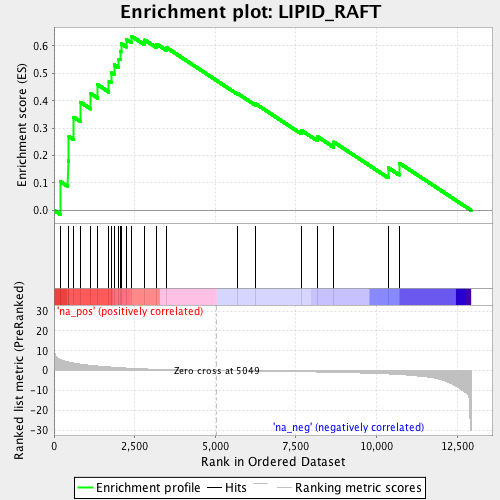 Enrichment plot: LIPID_RAFT
Enrichment score (ES)
0.6
0.5
0.4
0.3
0.2
0.1
0.0
'na_pos' (positively correlated)
Ranked list metric (PreRanked)
30
20
10
0
-10
-20
-30
Zero cross at 5049
'na_neg' (negatively correlated)
0
2,500
5,000
7,500
10,000
12,500
Rank in Ordered Dataset
Enrichment profile
Hits
Ranking metric scores